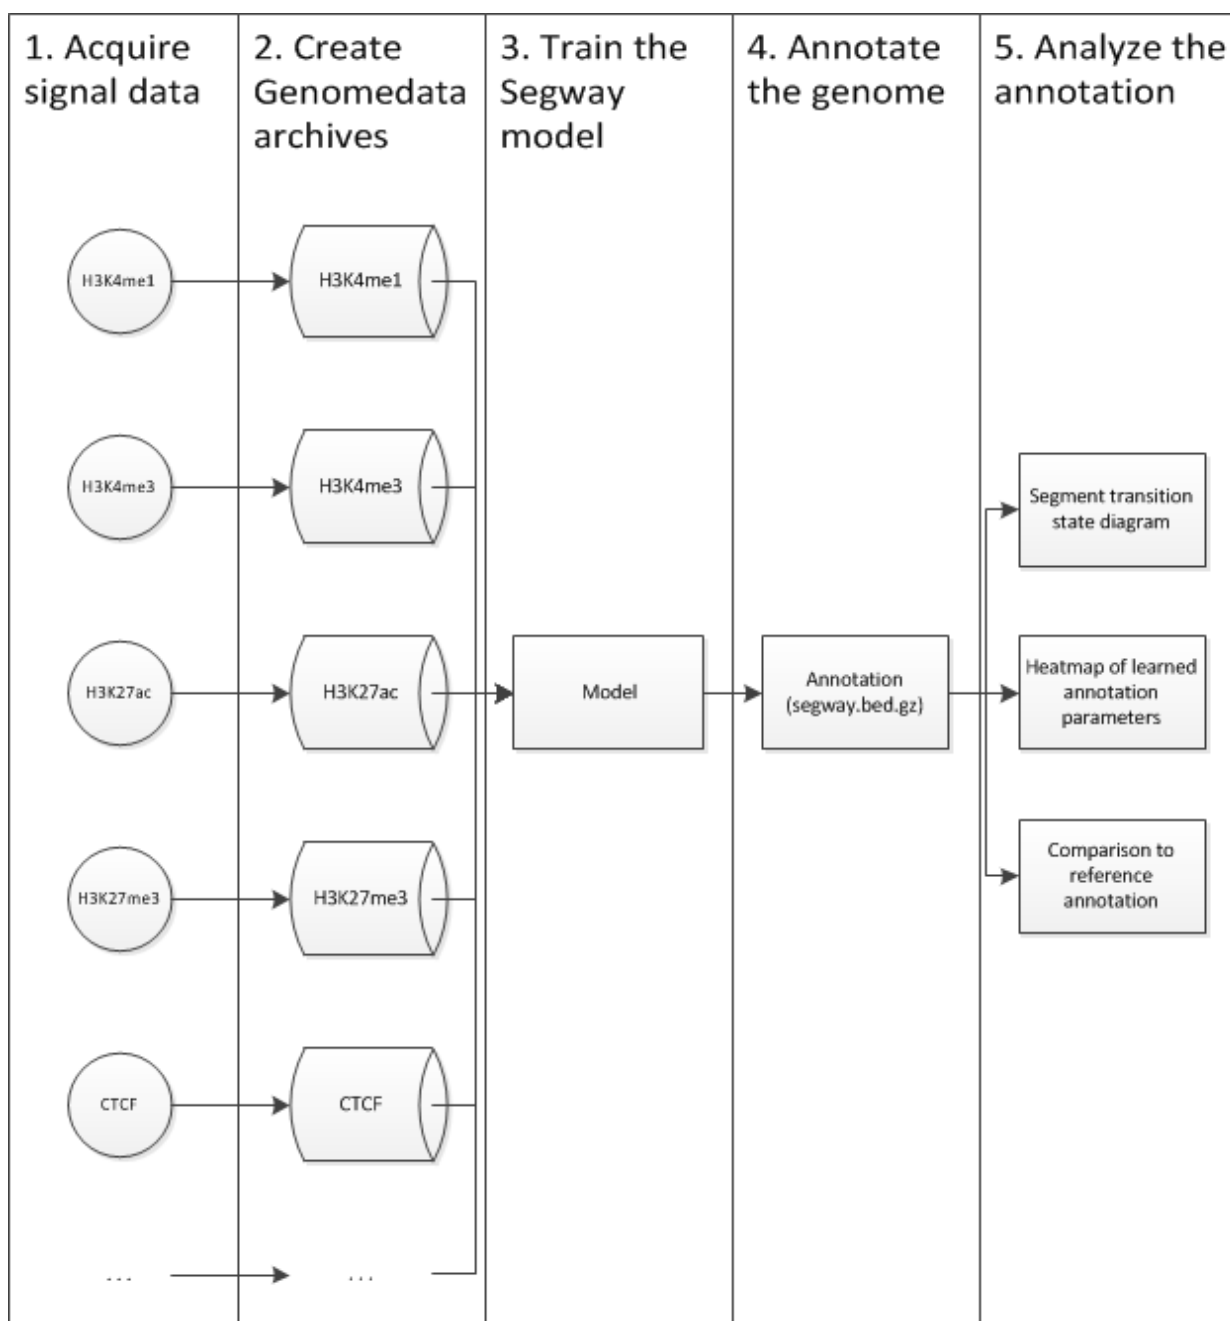 1. Acquire
signal data
2. Create
Genomedata
archives
3. Train the
Segway
model
4. Annotate
the genome
5. Analyze the
annotation
H3K4me1
H3K4me1
H3K4me3
H3K4me3
Segment transition
state diagram
H3K27ac
H3K27ac
Model
Annotation
(segway.bed.gz)
Heatmap of learned
annotation
parameters
H3K27me3
H3K27me3
Comparison to
reference
annotation
CTCF
CTCF
...
...